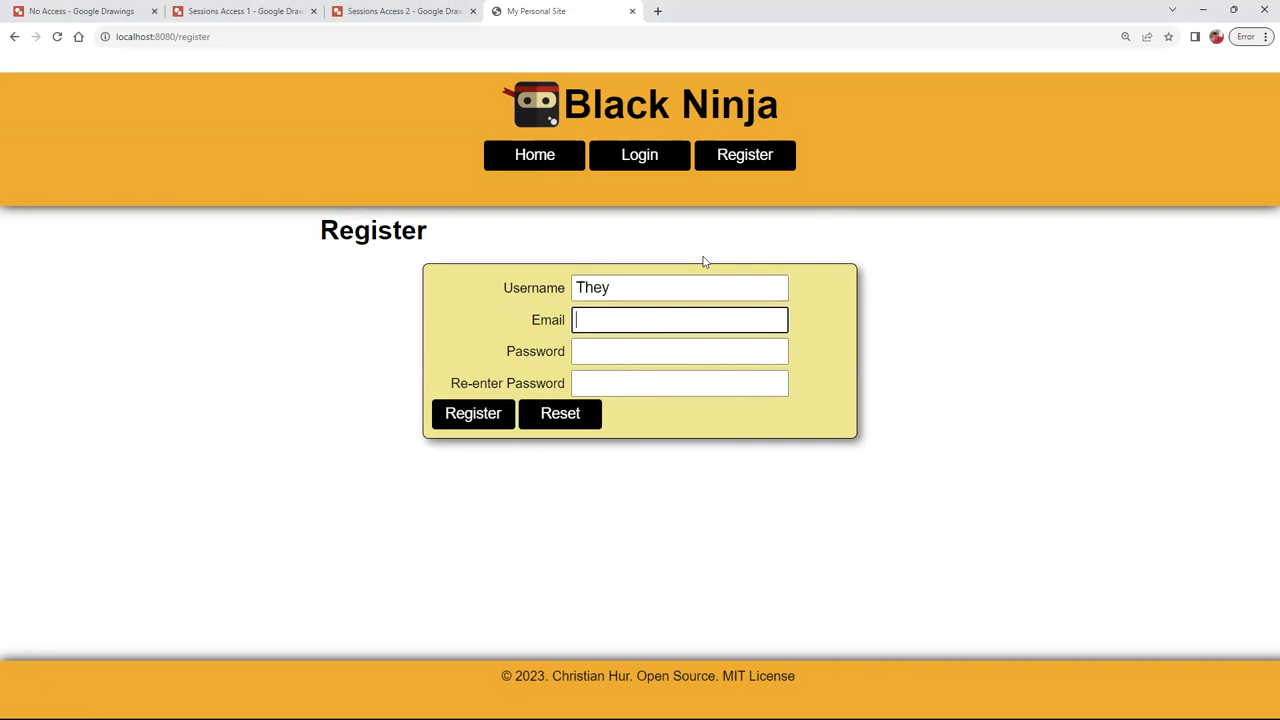 No Access - Google Drawings
Sessions Access 1 - Google Draw
Sessions Access 2 - Google Draw
My Personal Site
localhost:8080/register
Error
Black Ninja
Home
Login
Register
Register
Username They
Email
Password
Re-enter Password
Register
Reset
© 2023. Christian Hur. Open Source. MIT License